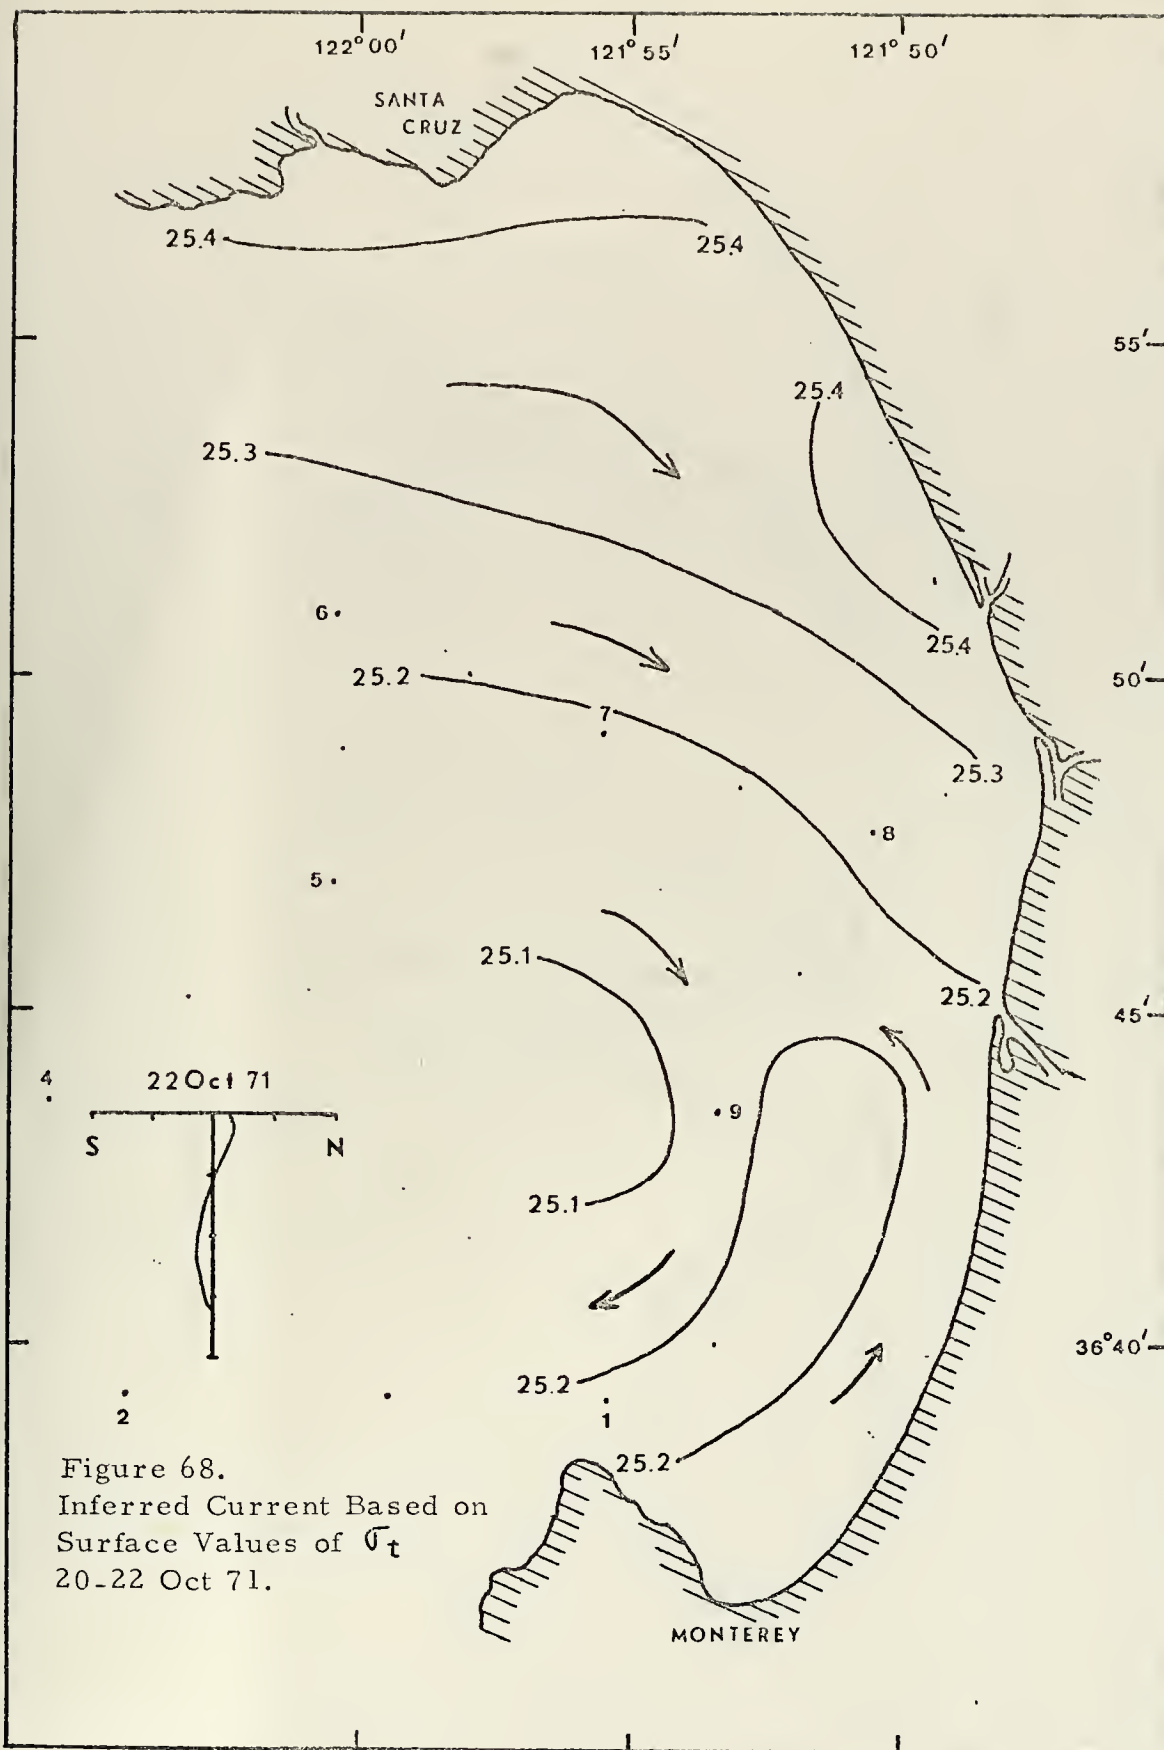 122°00' 121°55' 121°50'
SANTA
CRUZ
25.4 25.4
55'
25.4
25.3
6
25.4
25.2
50'
7
25.3
8
5
25.1
25.2
45'
4
22 Oct 71
9
S N
25.1
36°40'
25.2
2 1
25.2
Figure 68.
Inferred Current Based on
Surface Values of σt
20-22 Oct 71.
MONTEREY